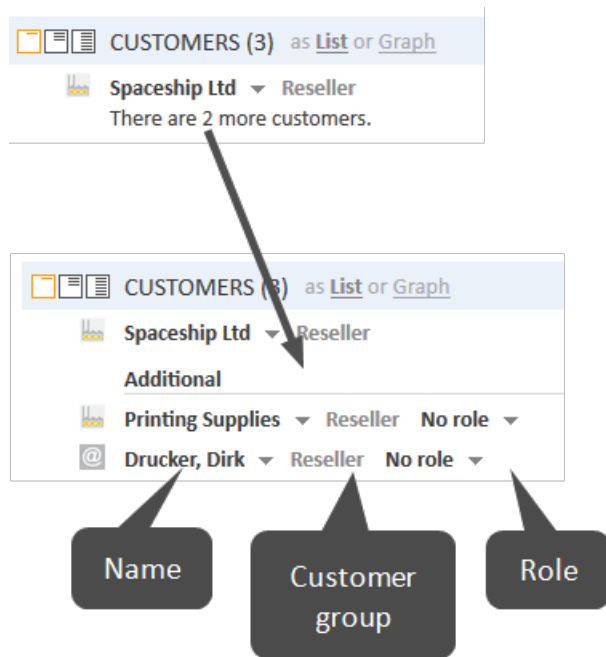 CUSTOMERS (3) as List or Graph
Spaceship Ltd Reseller
There are 2 more customers.
CUSTOMERS (3) as List or Graph
Spaceship Ltd Reseller
Additional
Printing Supplies Reseller No role
@ Drucker, Dirk Reseller No role
Name
Customer
group
Role